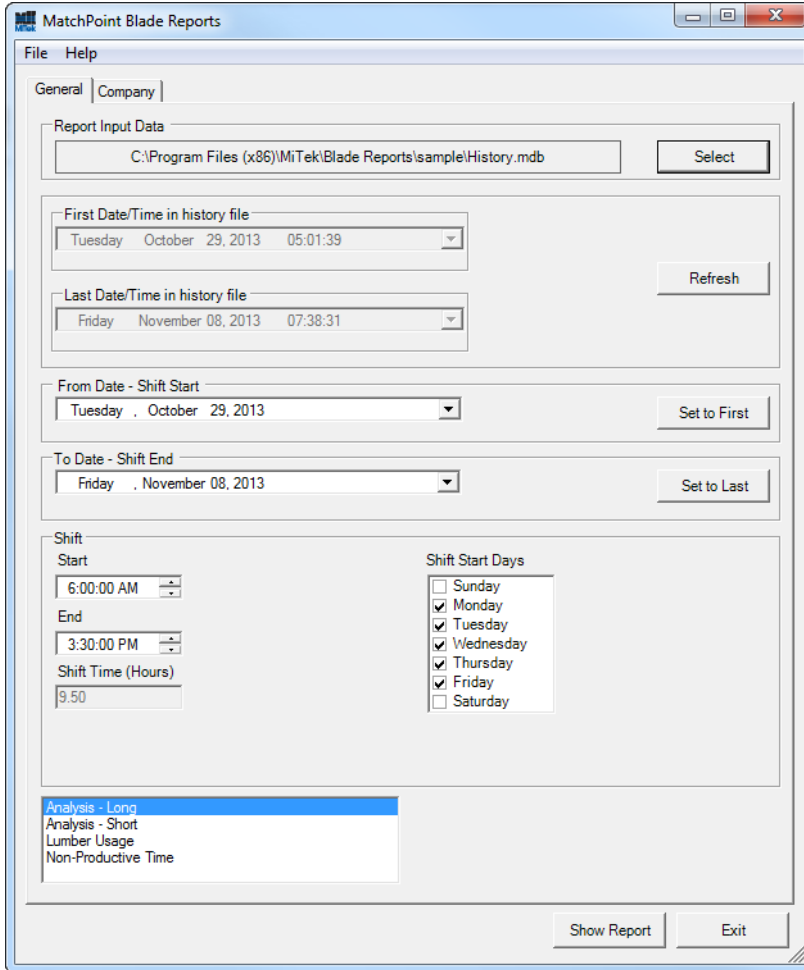 MiTek MatchPoint Blade Reports
File Help
General Company
Report Input Data
C:\Program Files (x86)\MiTek\Blade Reports\sample\History.mdb Select
First Date/Time in history file
Tuesday October 29, 2013 05:01:39
Refresh
Last Date/Time in history file
Friday November 08, 2013 07:38:31
From Date - Shift Start
Tuesday , October 29, 2013 Set to First
To Date - Shift End
Friday , November 08, 2013 Set to Last
Shift
Start
6:00:00 AM
End
3:30:00 PM
Shift Time (Hours)
9.50
Shift Start Days
Sunday
Monday
Tuesday
Wednesday
Thursday
Friday
Saturday
Analysis - Long
Analysis - Short
Lumber Usage
Non-Productive Time
Show Report Exit